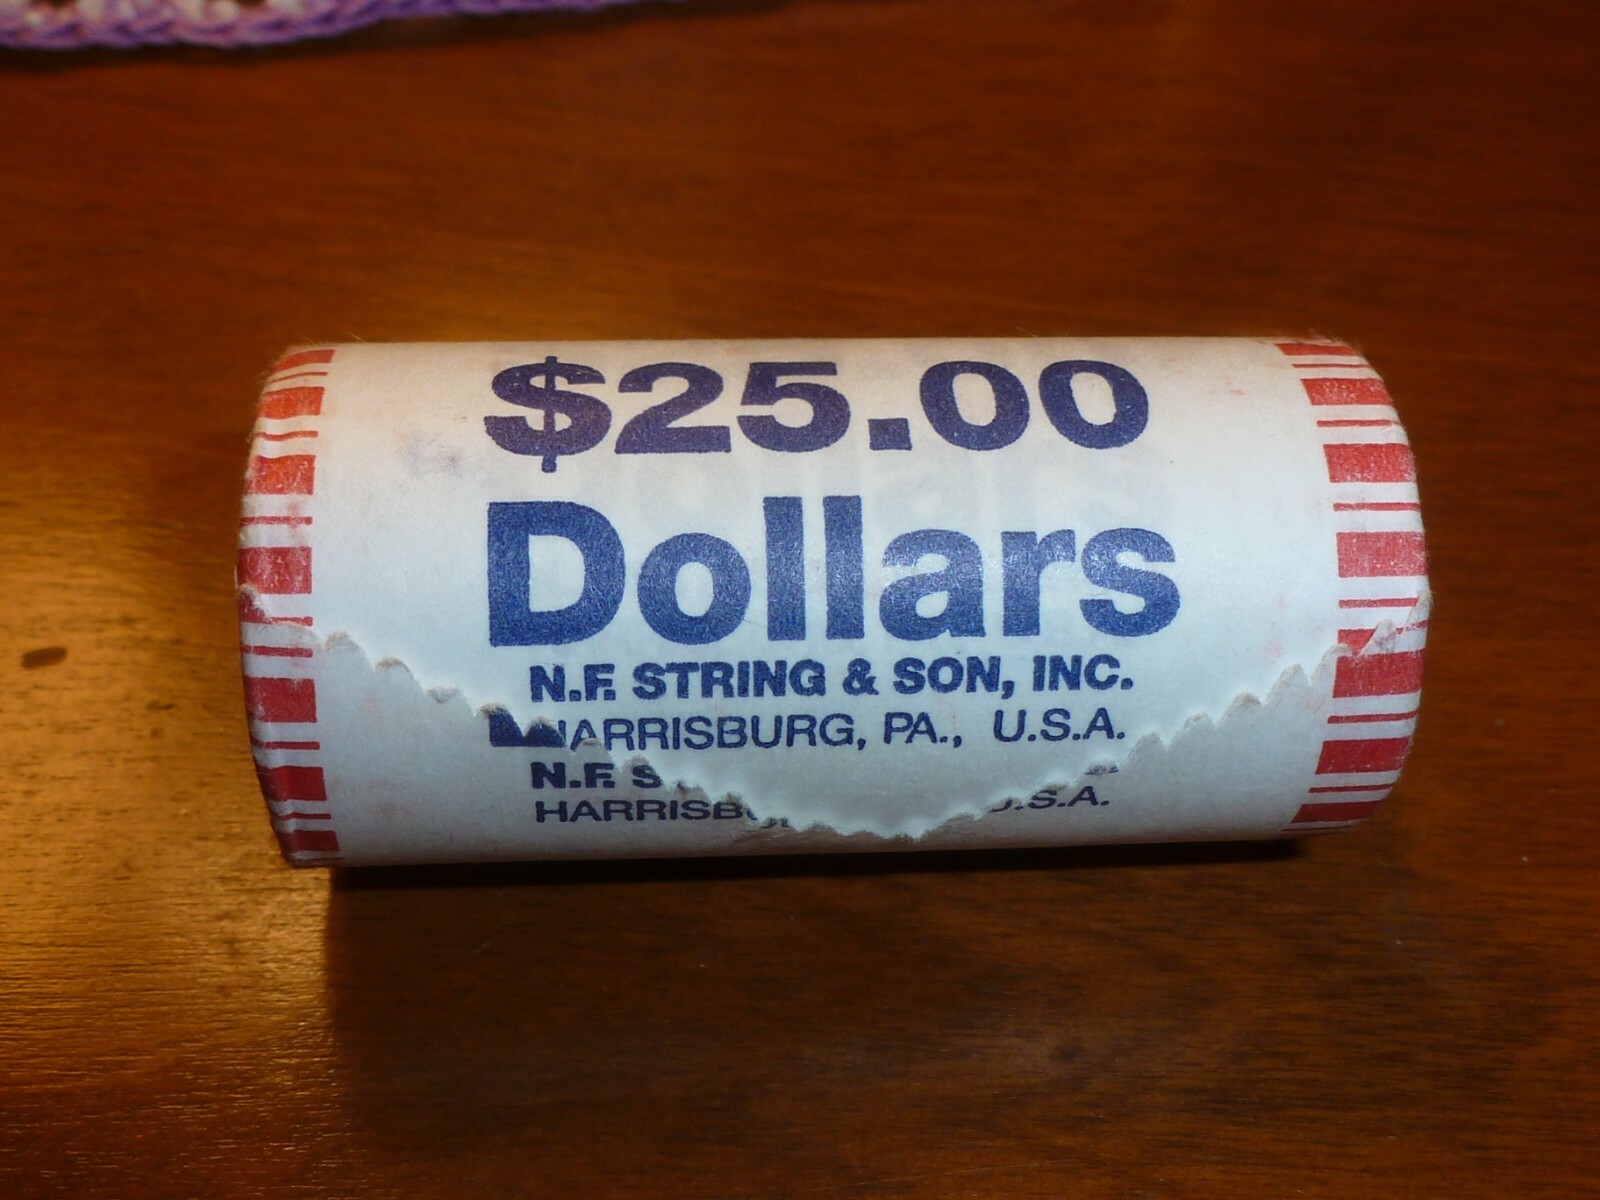 $25.00
Dollars
N.F. STRING & SON, INC.
HARRISBURG, PA., U.S.A.
N.F. S
HARRISB U.S.A.